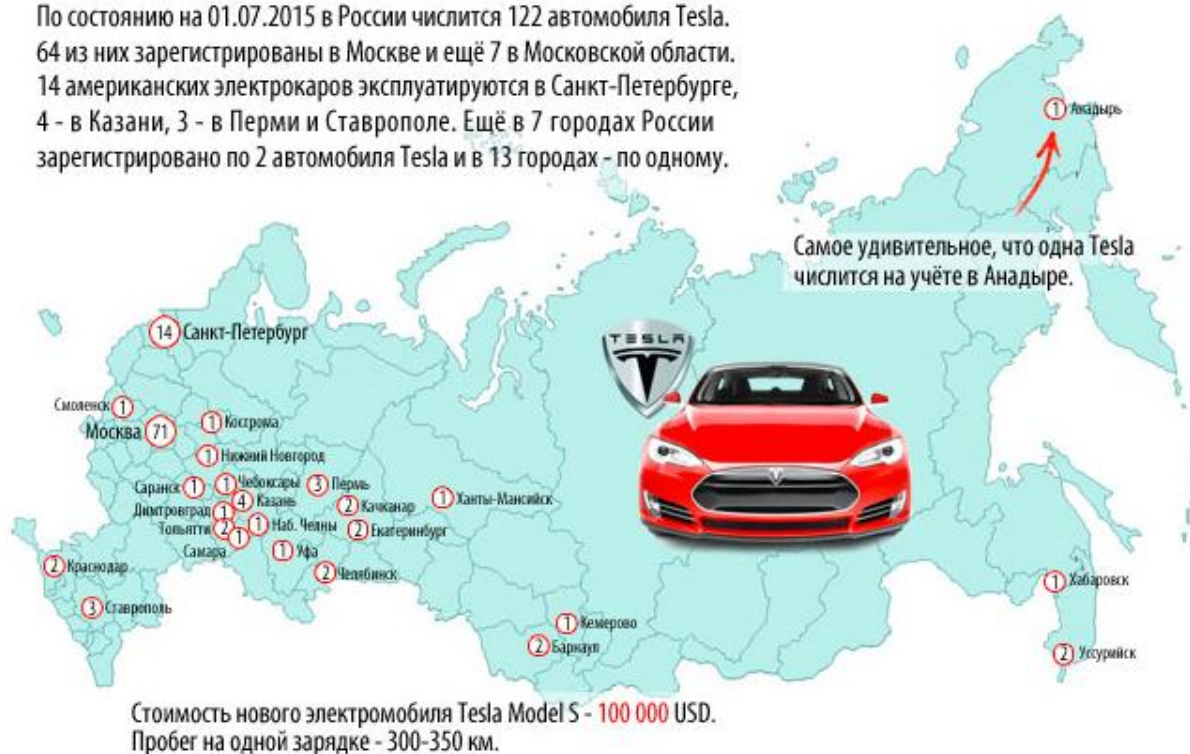 По состоянию на 01.07.2015 в России числится 122 автомобиля Tesla.
64 из них зарегистрированы в Москве и ещё 7 в Московской области.
14 американских электрокаров эксплуатируются в Санкт-Петербурге,
4 - в Казани, 3 - в Перми и Ставрополе. Ещё в 7 городах России
зарегистрировано по 2 автомобиля Tesla и в 13 городах - по одному.
1 Анадырь
Самое удивительное, что одна Tesla
числится на учёте в Анадыре.
14 Санкт-Петербург
TESLA
Смоленск 1
1 Кострома
Москва 71
1 Нижний Новгород
Саранск 1
1 Чебоксары
3 Пермь
4 Казань
2 Качканар
1 Ханты-Мансийск
Димитровград 1
Тольятти 2
1 Наб. Челны
2 Екатеринбург
Самара 1
1 Уфа
2 Краснодар
2 Челябинск
1 Хабаровск
3 Ставрополь
1 Кемерово
2 Барнаул
2 Уссурийск
Стоимость нового электромобиля Tesla Model S - 100 000 USD.
Пробег на одной зарядке - 300-350 км.